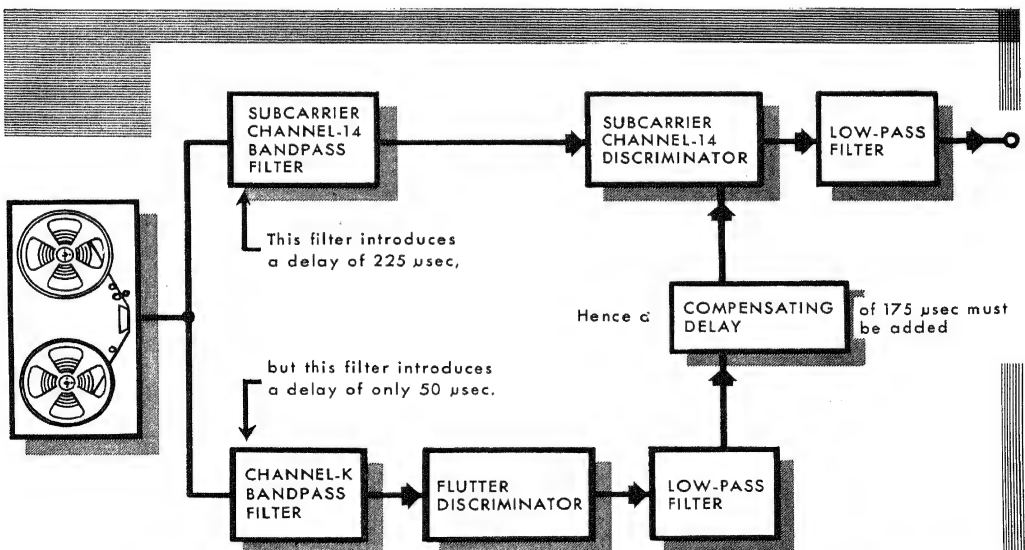 SUBCARRIER
CHANNEL-14
BANDPASS
FILTER
SUBCARRIER
CHANNEL-14
DISCRIMINATOR
LOW-PASS
FILTER
This filter introduces
a delay of 225 µsec,
Hence a
COMPENSATING
DELAY
of 175 µsec must
be added
but this filter introduces
a delay of only 50 µsec.
CHANNEL-K
BANDPASS
FILTER
FLUTTER
DISCRIMINATOR
LOW-PASS
FILTER